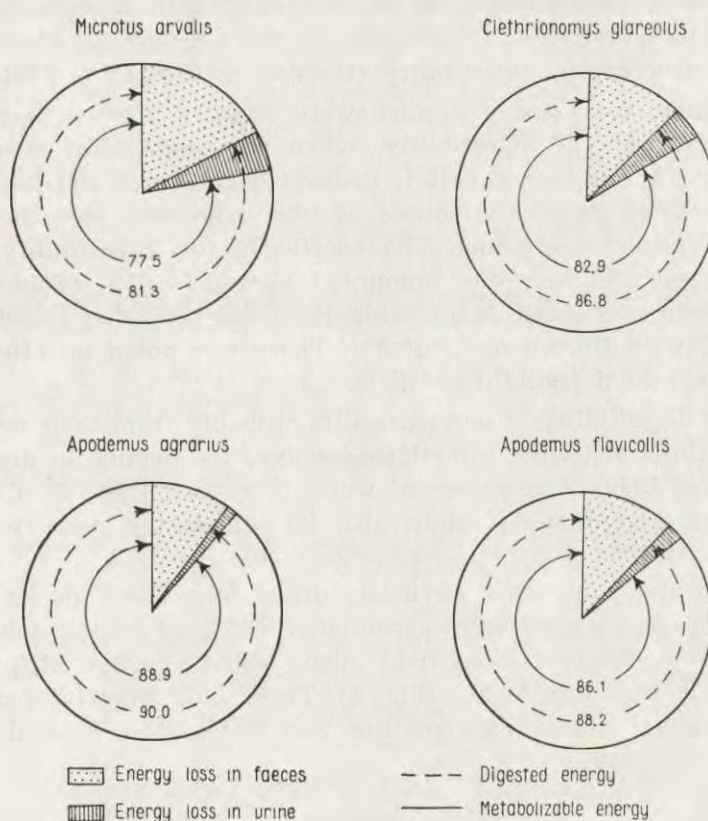 Microtus arvalis
Clethrionomys glareolus
77.5
81.3
82.9
86.8
Apodemus agrarius
Apodemus flavicollis
88.9
90.0
86.1
88.2
Energy loss in faeces
Digested energy
Energy loss in urine
Metabolizable energy